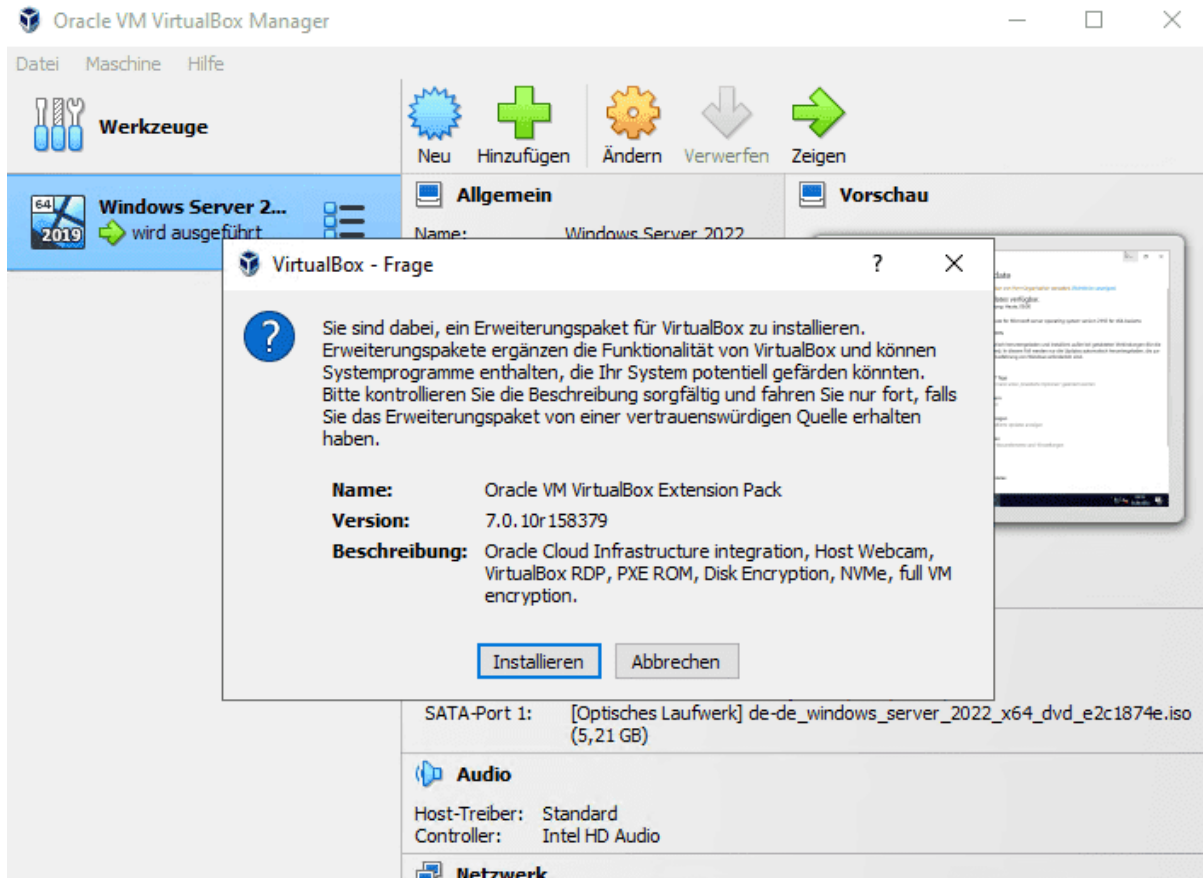 Oracle VM VirtualBox Manager
Datei Maschine Hilfe
Werkzeuge
Neu Hinzufügen Ändern Verwerfen Zeigen
64
2019
Windows Server 2...
wird ausgeführt
Allgemein
Name: Windows Server 2022
Vorschau
VirtualBox - Frage
? 
Sie sind dabei, ein Erweiterungspaket für VirtualBox zu installieren.
Erweiterungspakete ergänzen die Funktionalität von VirtualBox und können
Systemprogramme enthalten, die Ihr System potentiell gefärden könnten.
Bitte kontrollieren Sie die Beschreibung sorgfältig und fahren Sie nur fort, falls
Sie das Erweiterungspaket von einer vertrauenswürdigen Quelle erhalten
haben.
Name: Oracle VM VirtualBox Extension Pack
Version: 7.0.10r158379
Beschreibung: Oracle Cloud Infrastructure integration, Host Webcam,
VirtualBox RDP, PXE ROM, Disk Encryption, NVMe, full VM
encryption.
Installieren Abbrechen
SATA-Port 1: [Optisches Laufwerk] de-de_windows_server_2022_x64_dvd_e2c1874e.iso
(5,21 GB)
Audio
Host-Treiber: Standard
Controller: Intel HD Audio
Netzwerk